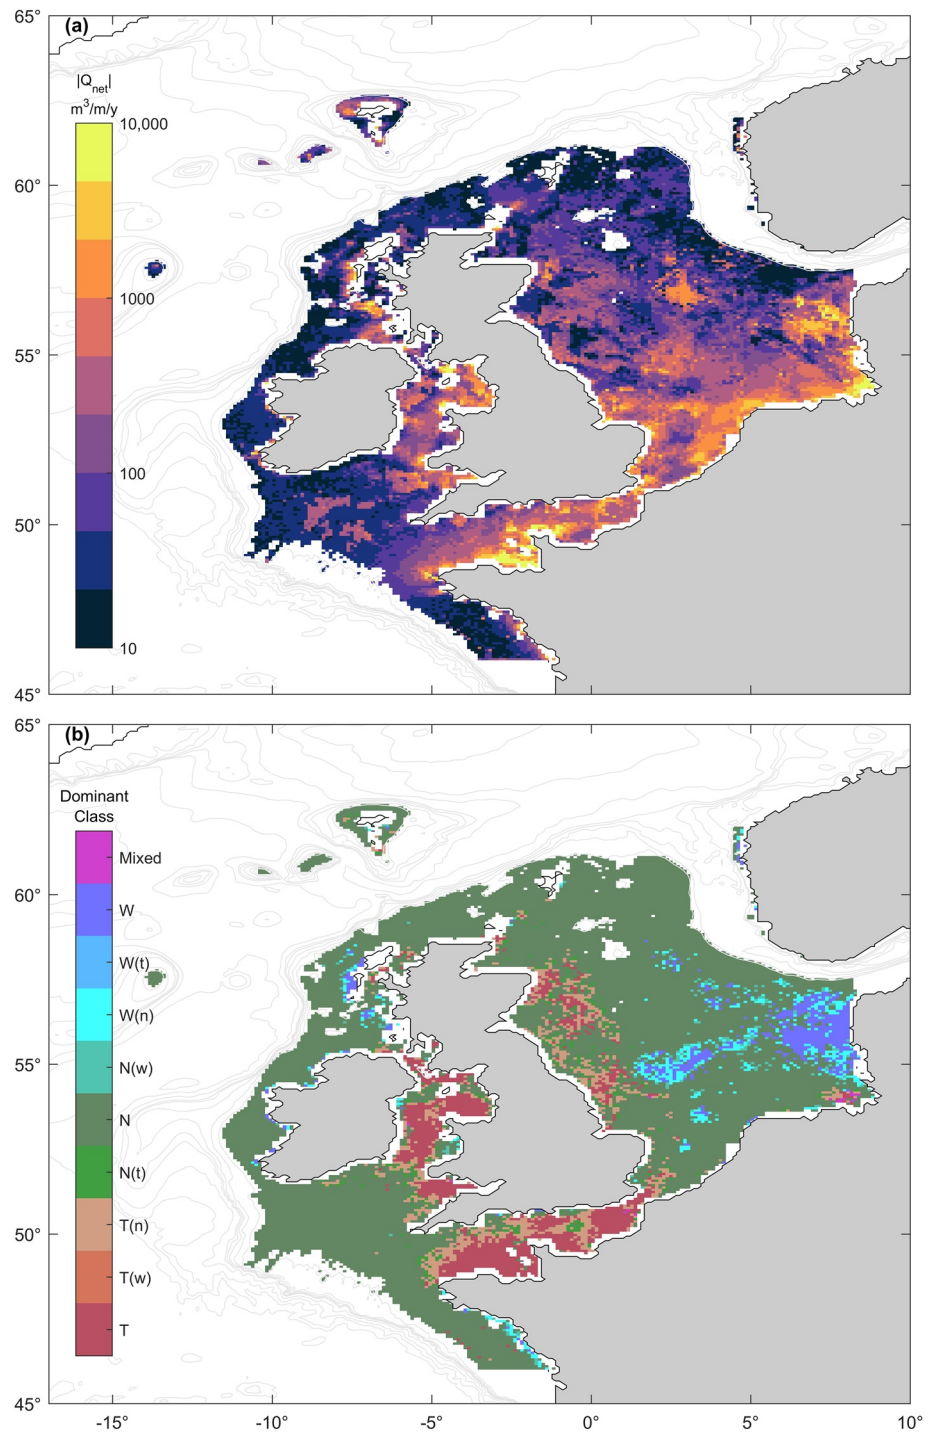 65°
(a)
|Qnet|
m³/m/y
10,000
60°
1000
55°
100
50°
10
45°
65°
(b)
Dominant
Class
Mixed
60°
W
W(t)
W(n)
55°
N(w)
N
N(t)
50°
T(n)
T(w)
T
45°
-15° -10° -5° 0° 5° 10°